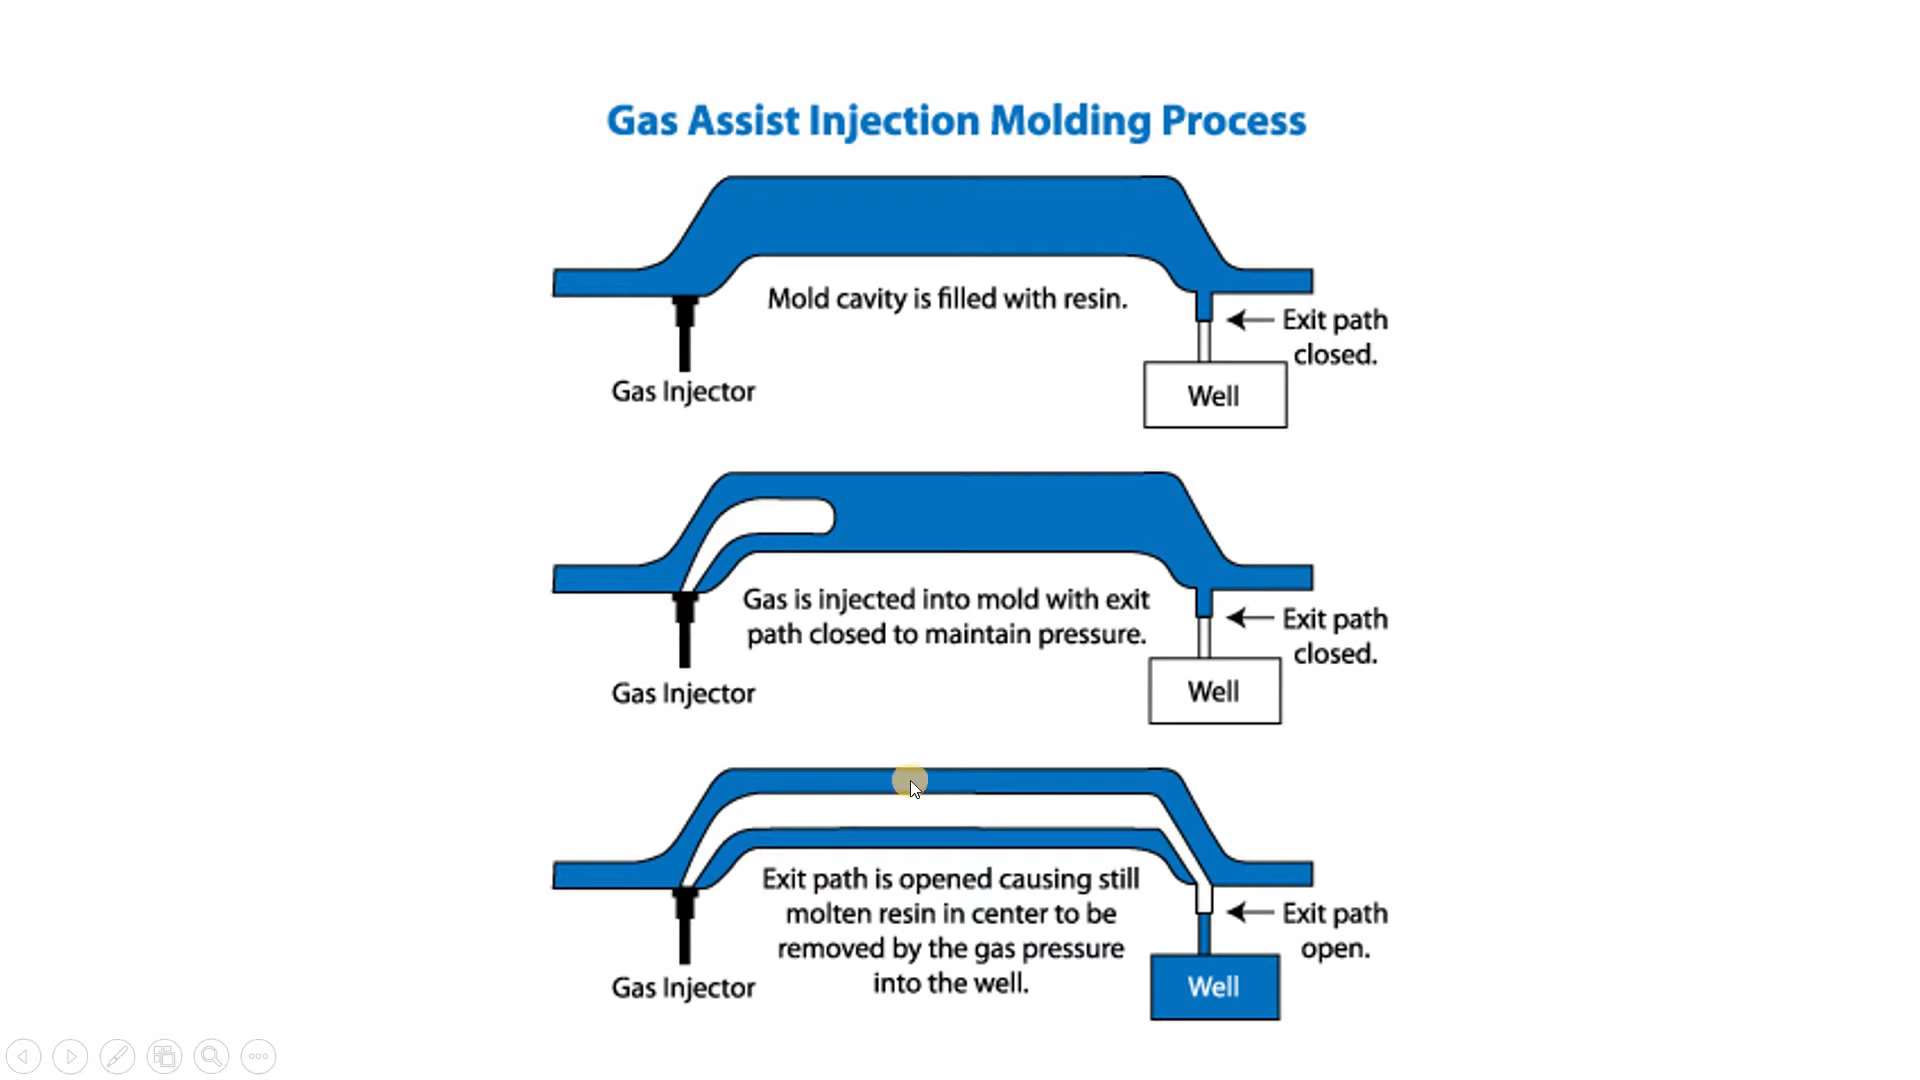 Gas Assist Injection Molding Process
Mold cavity is filled with resin.
Exit path
closed.
Gas Injector
Well
Gas is injected into mold with exit
path closed to maintain pressure.
Exit path
closed.
Gas Injector
Well
Exit path is opened causing still
molten resin in center to be
removed by the gas pressure
into the well.
Exit path
open.
Gas Injector
Well